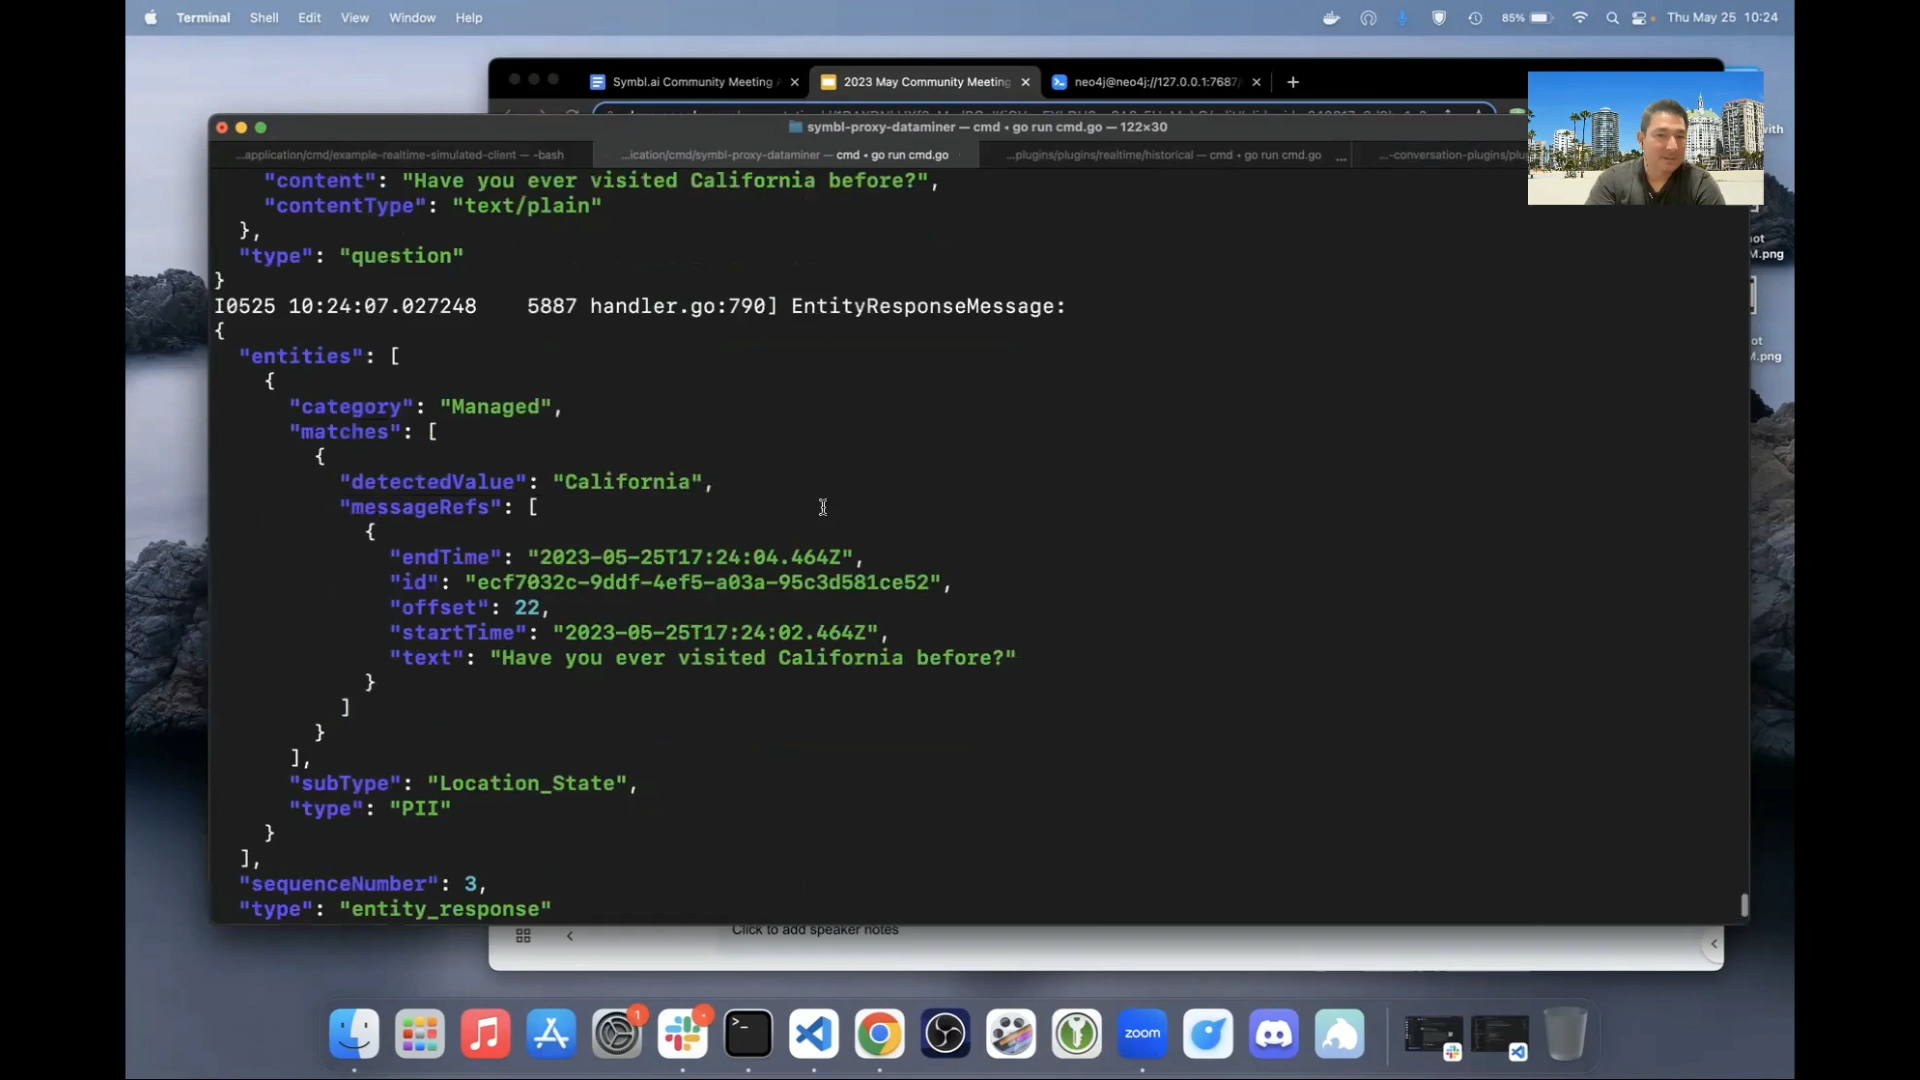 Terminal Shell Edit View Window Help 85% Thu May 25 10:24
Symbl.ai Community Meeting 2023 May Community Meeting neo4j@neo4j://127.0.0.1:7687/
symbl-proxy-dataminer — cmd • go run cmd.go — 122×30
...application/cmd/example-realtime-simulated-client — -bash ...ication/cmd/symbl-proxy-dataminer — cmd • go run cmd.go ...plugins/plugins/realtime/historical — cmd • go run cmd.go ... ...-conversation-plugins/plu
with
"content": "Have you ever visited California before?",
"contentType": "text/plain"
},
"type": "question"
}
I0525 10:24:07.027248 5887 handler.go:790] EntityResponseMessage:
{
"entities": [
{
"category": "Managed",
"matches": [
{
"detectedValue": "California",
"messageRefs": [
{
"endTime": "2023-05-25T17:24:04.464Z",
"id": "ecf7032c-9ddf-4ef5-a03a-95c3d581ce52",
"offset": 22,
"startTime": "2023-05-25T17:24:02.464Z",
"text": "Have you ever visited California before?"
}
]
}
],
"subType": "Location_State",
"type": "PII"
}
],
"sequenceNumber": 3,
"type": "entity_response"
ot
M.png
ot
M.png
Click to add speaker notes
1
zoom